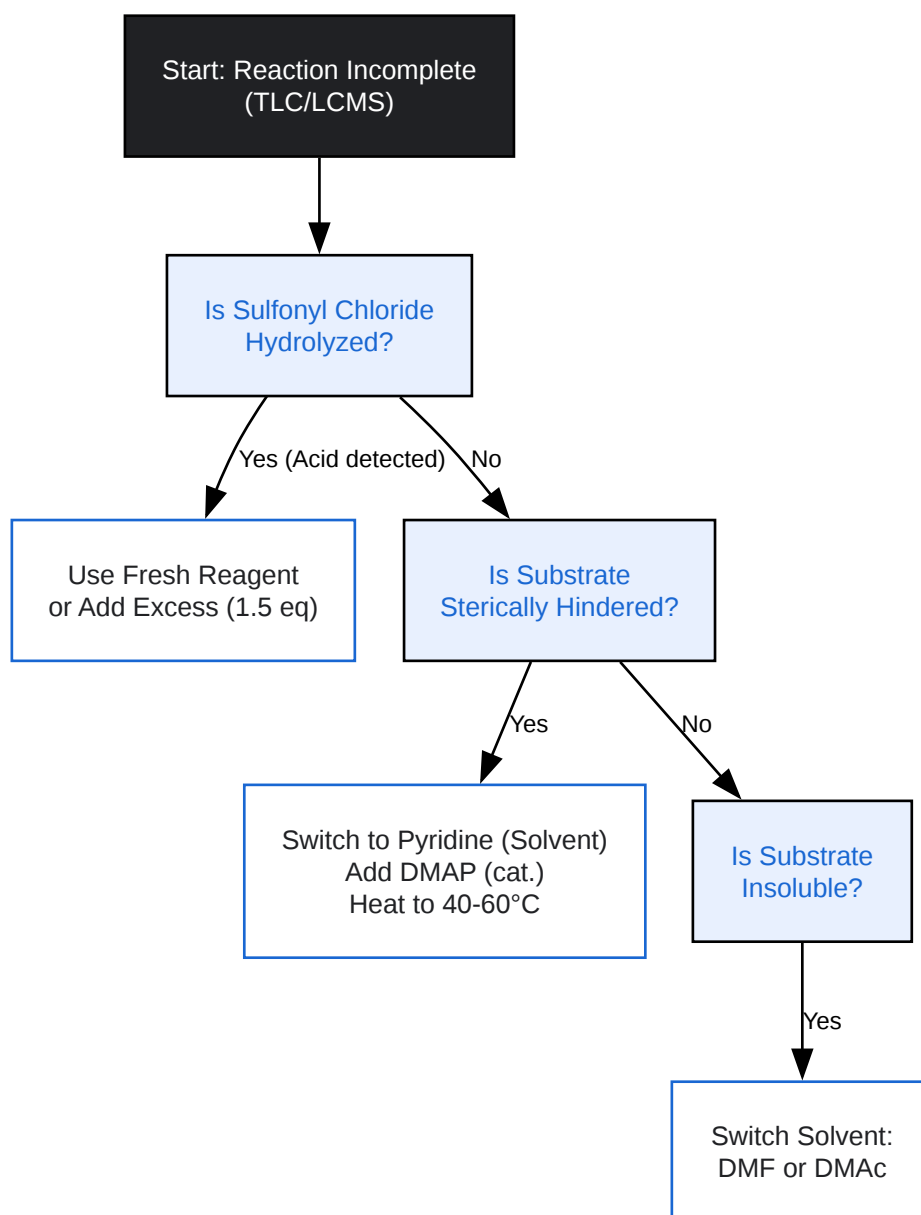 Start: Reaction Incomplete
(TLC/LCMS)
Is Sulfonyl Chloride
Hydrolyzed?
Yes (Acid detected)
No
Use Fresh Reagent
or Add Excess (1.5 eq)
Is Substrate
Sterically Hindered?
Yes
No
Switch to Pyridine (Solvent)
Add DMAP (cat.)
Heat to 40-60°C
Is Substrate
Insoluble?
Yes
Switch Solvent:
DMF or DMAc